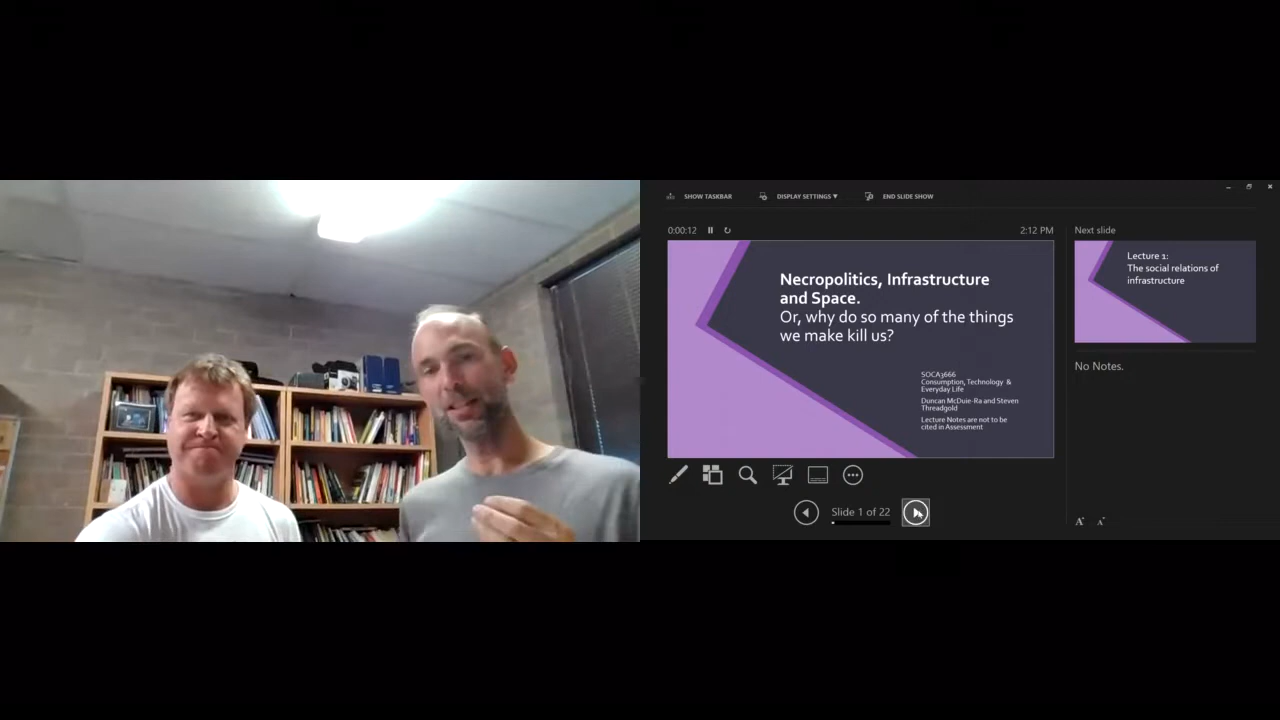 SHOW TASKBAR
DISPLAY SETTINGS ▼
END SLIDE SHOW
0:00:12
2:12 PM
Necropolitics, Infrastructure
and Space.
Or, why do so many of the things
we make kill us?
SOCA3666
Consumption, Technology &
Everyday Life
Duncan McDuie-Ra and Steven
Threadgold
Lecture Notes are not to be
cited in Assessment
Slide 1 of 22
Next slide
Lecture 1:
The social relations of
infrastructure
No Notes.
A A